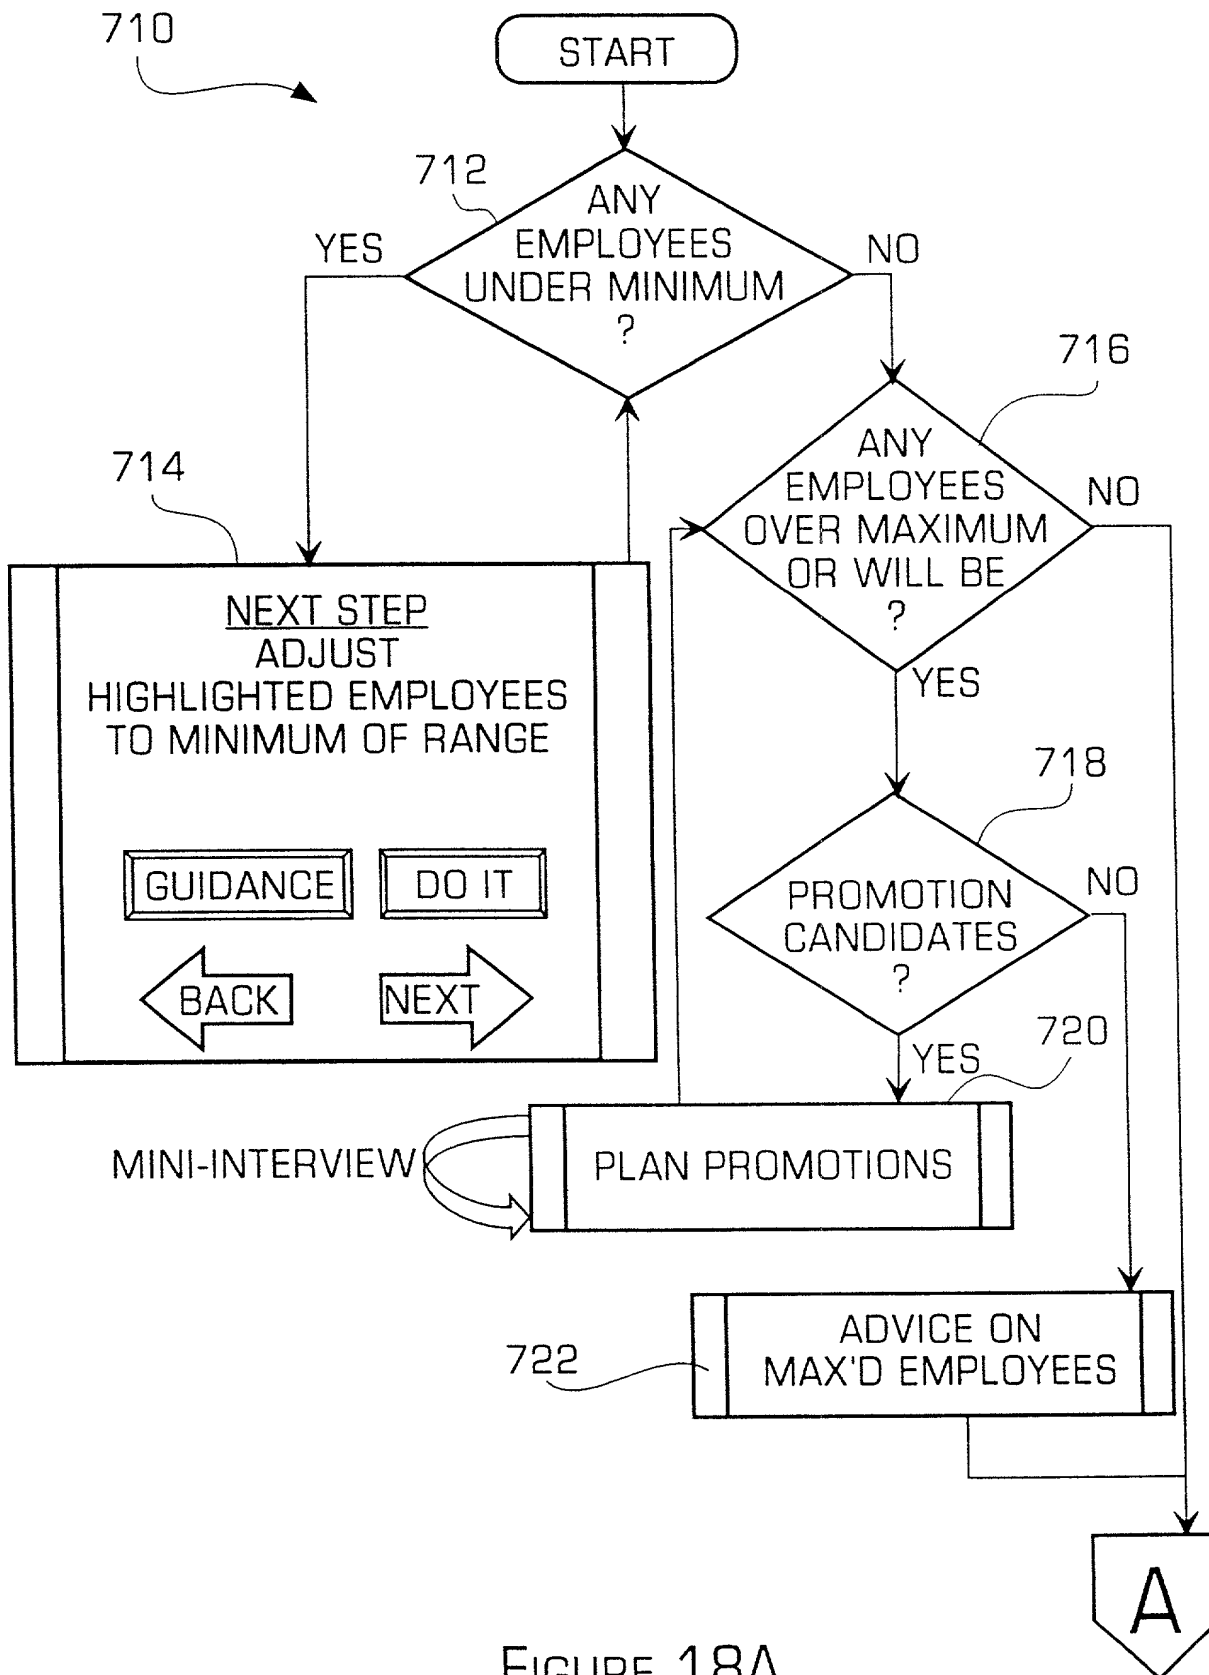 710
START
712
ANY
EMPLOYEES
UNDER MINIMUM
?
YES
NO
716
ANY
EMPLOYEES
OVER MAXIMUM
OR WILL BE
?
NO
YES
714
NEXT STEP
ADJUST
HIGHLIGHTED EMPLOYEES
TO MINIMUM OF RANGE
GUIDANCE
DO IT
BACK
NEXT
718
PROMOTION
CANDIDATES
?
NO
YES
720
MINI-INTERVIEW
PLAN PROMOTIONS
722
ADVICE ON
MAX'D EMPLOYEES
A
FIGURE 18A